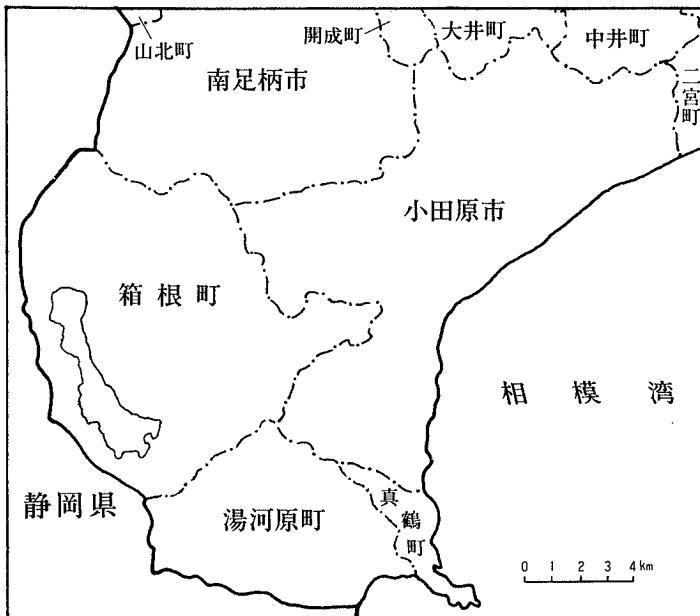 山北町
開成町
大井町
中井町
二宮町
南足柄市
小田原市
箱根町
相模湾
静岡県
湯河原町
真鶴町
0 1 2 3 4km